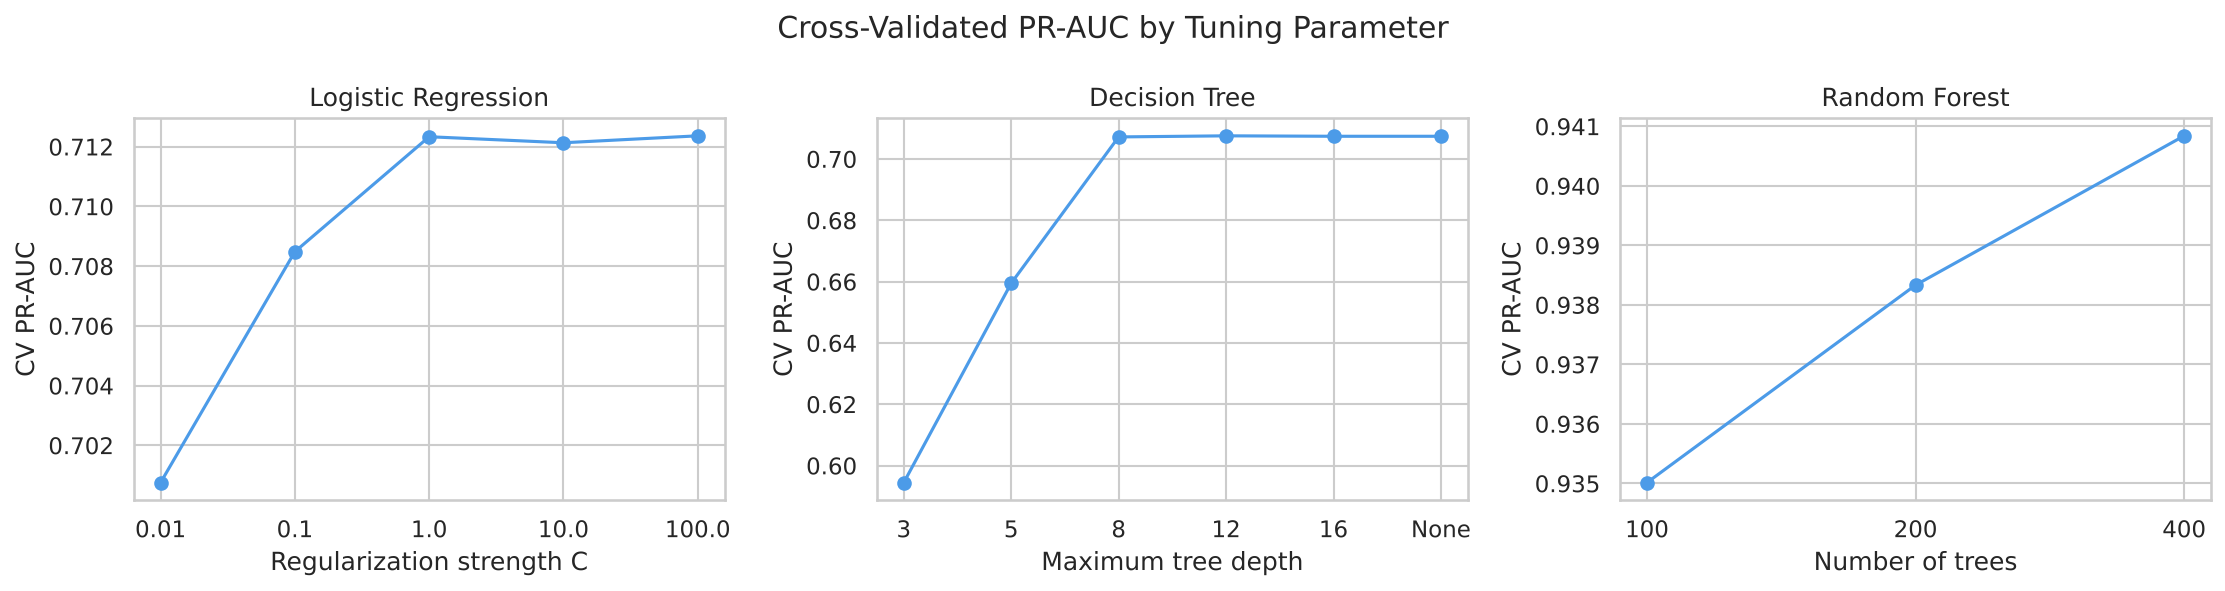 Cross-Validated PR-AUC by Tuning Parameter
Logistic Regression
CV PR-AUC
0.712
0.710
0.708
0.706
0.704
0.702
0.01 0.1 1.0 10.0 100.0
Regularization strength C
Decision Tree
CV PR-AUC
0.70
0.68
0.66
0.64
0.62
0.60
3 5 8 12 16 None
Maximum tree depth
Random Forest
CV PR-AUC
0.941
0.940
0.939
0.938
0.937
0.936
0.935
100 200 400
Number of trees